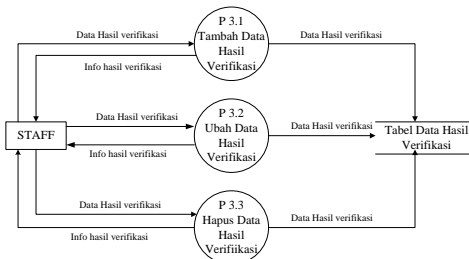 P 3.1
Tambah Data
Hasil
Verifikasi
Data Hasil verifikasi
Data Hasil verifikasi
Info hasil verifikasi
STAFF
Data Hasil verifikasi
Info hasil verifikasi
P 3.2
Ubah Data
Hasil
Verifikasi
Data Hasil verifikasi
Tabel Data Hasil
Verifikasi
P 3.3
Hapus Data
Hasil
Verifiikasi
Data Hasil verifikasi
Info hasil verifikasi
Data Hasil verifikasi